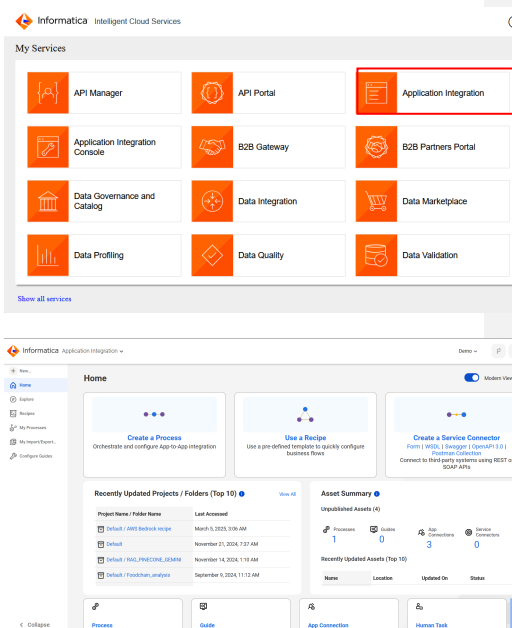 Informatica Intelligent Cloud Services
My Services
API Manager
API Portal
Application Integration
Application Integration
Console
B2B Gateway
B2B Partners Portal
Data Governance and
Catalog
Data Integration
Data Marketplace
Data Profiling
Data Quality
Data Validation
Show all services
Informatica Application Integration
Demo
New...
Home
Explore
Recipes
My Processes
My Import/Export...
Configure Guides
Collapse
Home
Modern View
Create a Process
Orchestrate and configure App-to-App
integration
Use a Recipe
Use a pre-defined template to quickly configure
business flows
Create a Service Connector
Form | WSDL | Swagger | OpenAPI 3.0 |
Postman Collection
Connect to third-party systems using REST or
SOAP APIs
Recently Updated Projects / Folders (Top 10)
View All
Project Name / Folder Name Last Accessed
Default / AWS Bedrock recipe March 5, 2025, 3:06 AM
Default November 21, 2024, 7:37 AM
Default / RAG_PINECONE_GEMINI November 14, 2024, 1:10 AM
Default / Foodchain_analysis September 9, 2024, 11:12 AM
Asset Summary
Unpublished Assets (4)
Processes
1
Guides
0
App
Connections
3
Service
Connectors
0
Recently Updated Assets (Top 10)
Name Location Updated On Status
Process
Guide
App Connection
Human Task